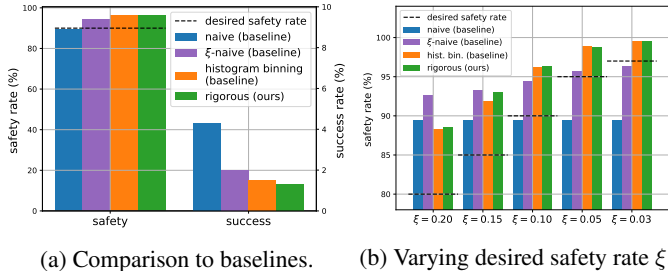 100
80
60
40
20
0
safety rate (%)
desired safety rate
naive (baseline)
ξ-naive (baseline)
histogram binning
(baseline)
rigorous (ours)
10
8
6
4
2
0
success rate (%)
safety
success
(a) Comparison to baselines.
100
95
90
85
80
safety rate (%)
desired safety rate
naive (baseline)
ξ-naive (baseline)
hist. bin. (baseline)
rigorous (ours)
ξ = 0.20
ξ = 0.15
ξ = 0.10
ξ = 0.05
ξ = 0.03
(b) Varying desired safety rate ξ